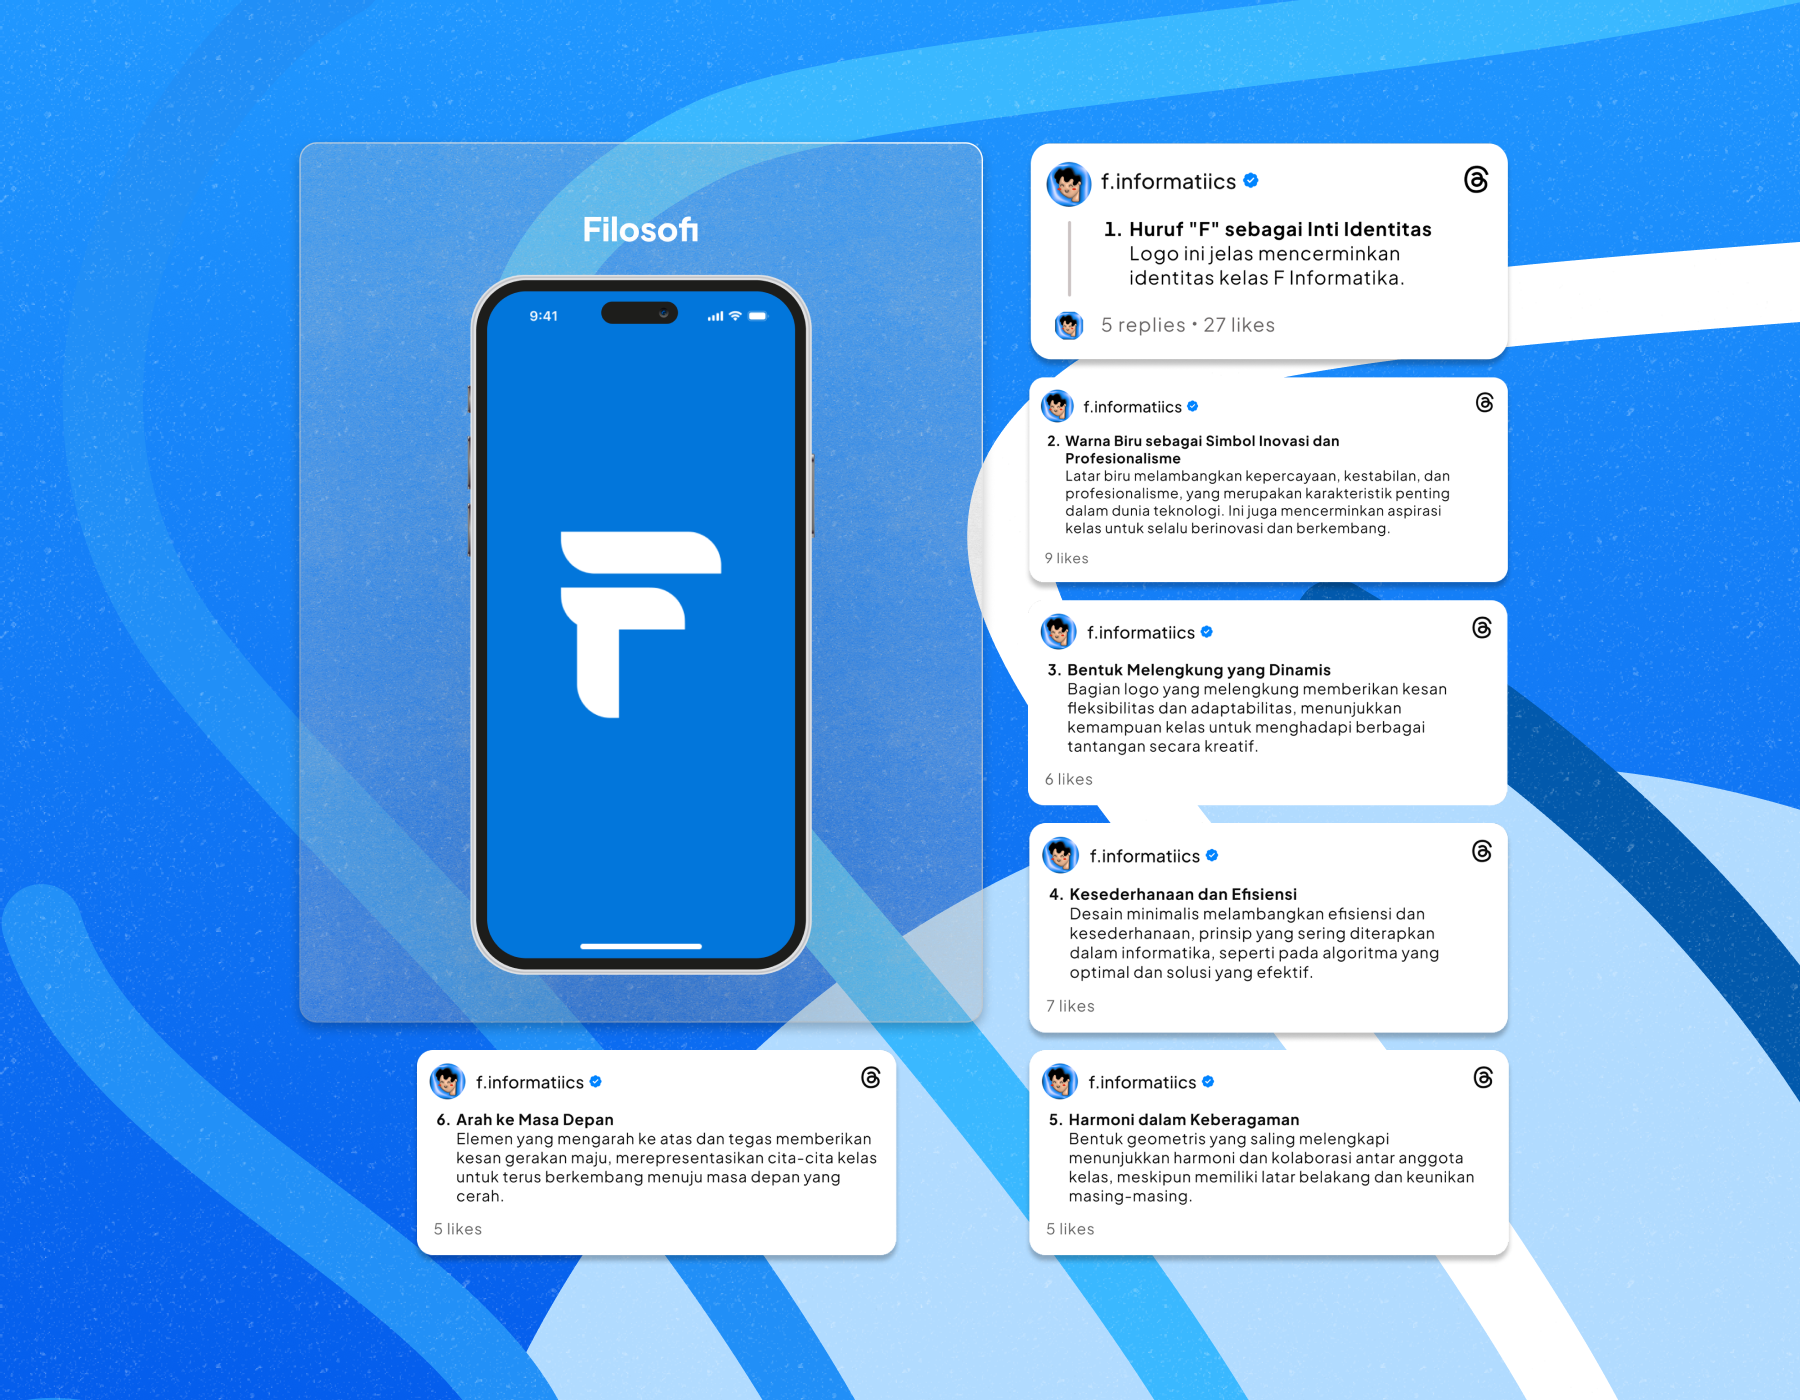 Filosofi
9:41
F
f.informatiics
1. Huruf "F" sebagai Inti Identitas
Logo ini jelas mencerminkan
identitas kelas F Informatika.
5 replies • 27 likes
f.informatiics
2. Warna Biru sebagai Simbol Inovasi dan
Profesionalisme
Latar biru melambangkan kepercayaan, kestabilan, dan
profesionalisme, yang merupakan karakteristik penting
dalam dunia teknologi. Ini juga mencerminkan aspirasi
kelas untuk selalu berinovasi dan berkembang.
9 likes
f.informatiics
3. Bentuk Melengkung yang Dinamis
Bagian logo yang melengkung memberikan kesan
fleksibilitas dan adaptabilitas, menunjukkan
kemampuan kelas untuk menghadapi berbagai
tantangan secara kreatif.
6 likes
f.informatiics
4. Kesederhanaan dan Efisiensi
Desain minimalis melambangkan efisiensi dan
kesederhanaan, prinsip yang sering diterapkan
dalam informatika, seperti pada algoritma yang
optimal dan solusi yang efektif.
7 likes
f.informatiics
5. Harmoni dalam Keberagaman
Bentuk geometris yang saling melengkapi
menunjukkan harmoni dan kolaborasi antar anggota
kelas, meskipun memiliki latar belakang dan keunikan
masing-masing.
5 likes
f.informatiics
6. Arah ke Masa Depan
Elemen yang mengarah ke atas dan tegas memberikan
kesan gerakan maju, merepresentasikan cita-cita kelas
untuk terus berkembang menuju masa depan yang
cerah.
5 likes